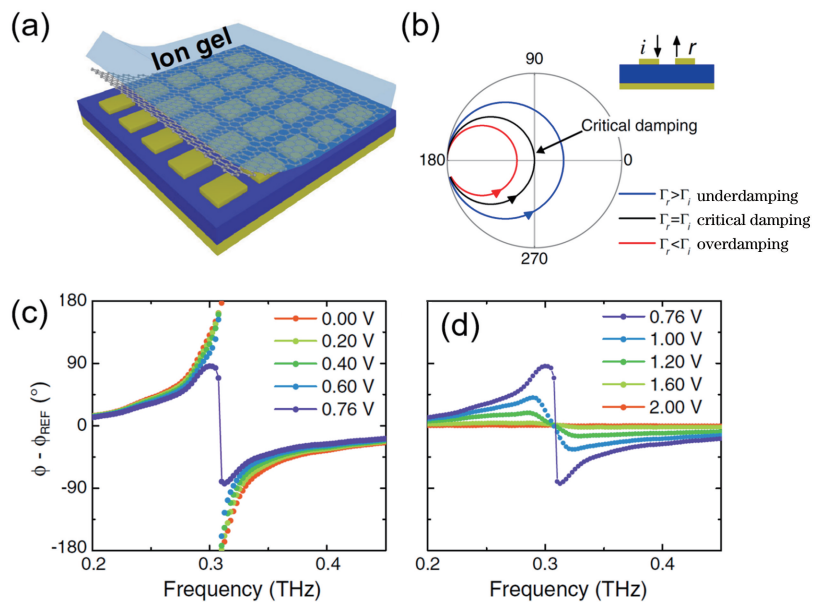 (a)
Ion gel
(b)
90
i
r
Critical damping
180
0
270
Γr>Γi underdamping
Γr=Γi critical damping
Γr<Γi overdamping
(c)
180
90
0
-90
-180
ϕ - ϕREF (°)
0.00 V
0.20 V
0.40 V
0.60 V
0.76 V
0.2
0.3
0.4
Frequency (THz)
(d)
0.76 V
1.00 V
1.20 V
1.60 V
2.00 V
0.2
0.3
0.4
Frequency (THz)